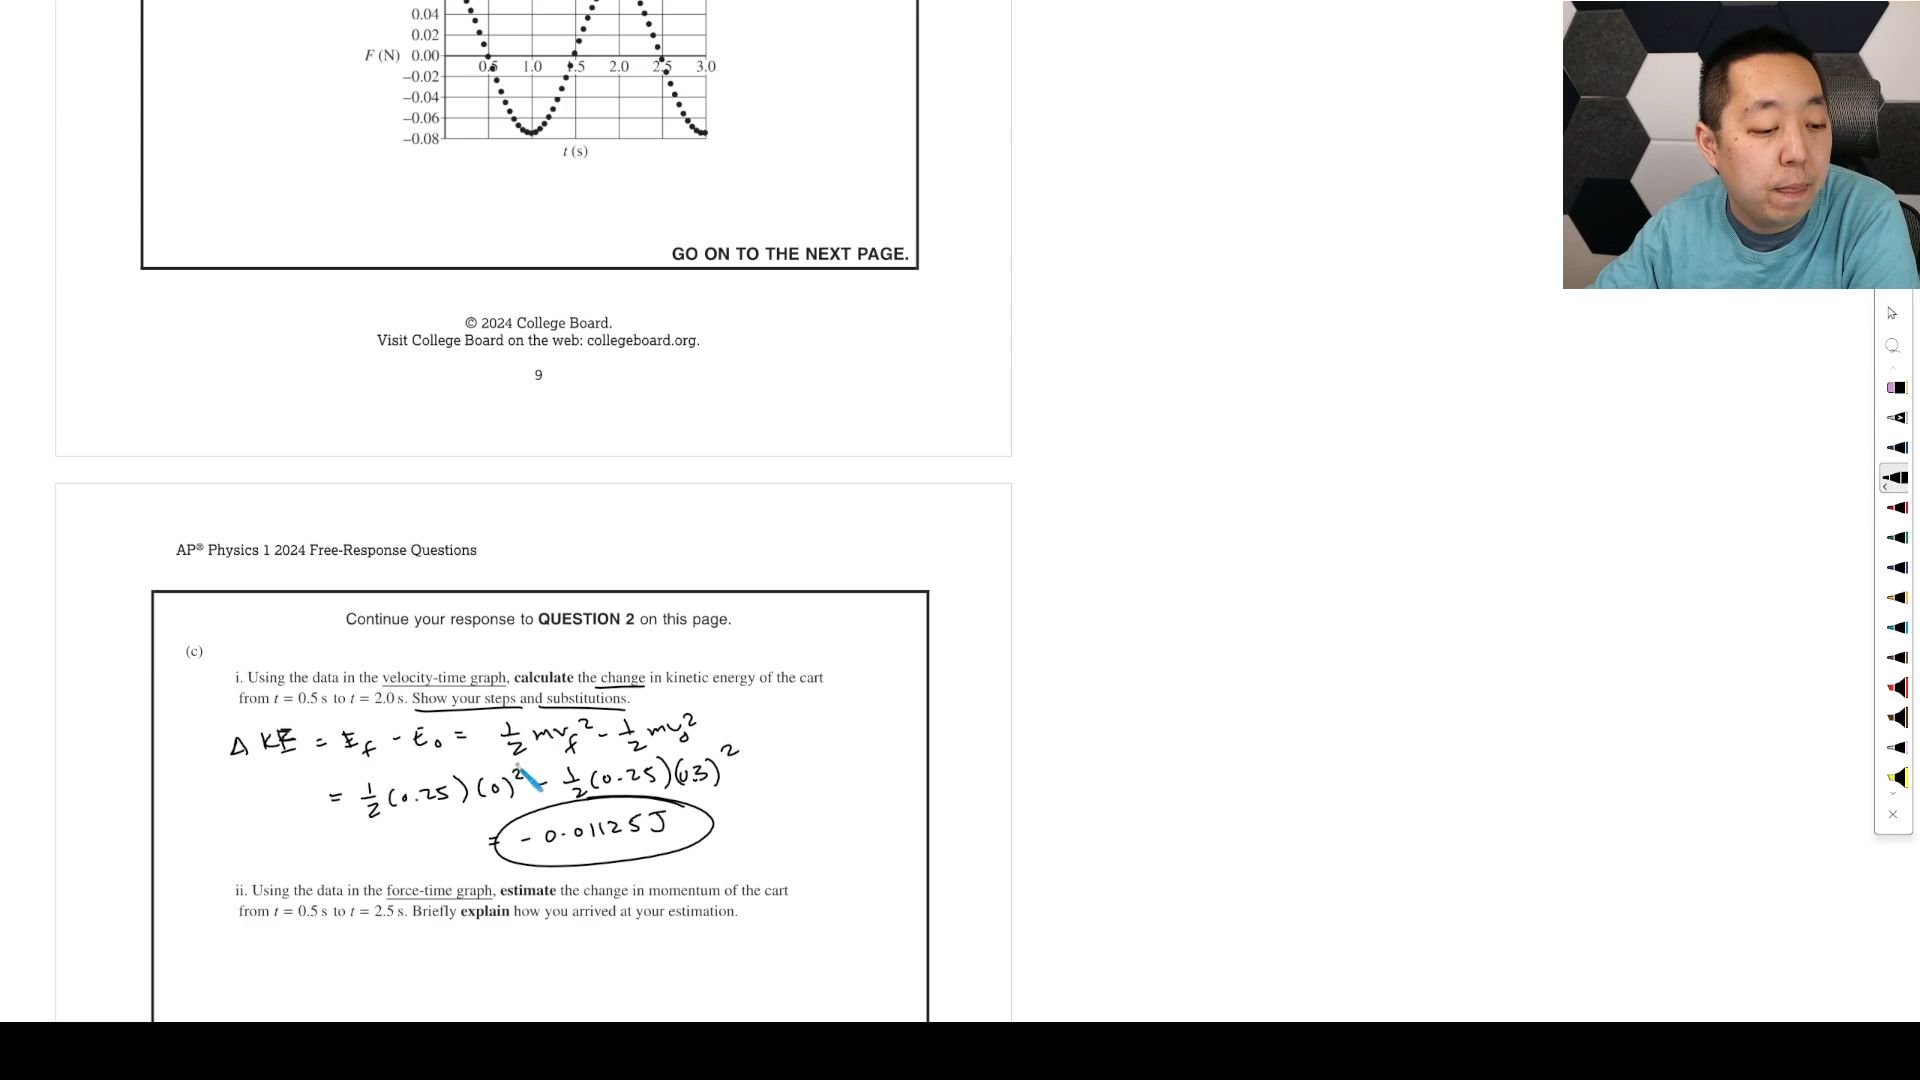 0.04
0.02
F (N) 0.00
0.5 1.0 1.5 2.0 2.5 3.0
−0.02
−0.04
−0.06
−0.08
t (s)
GO ON TO THE NEXT PAGE.
© 2024 College Board.
Visit College Board on the web: collegeboard.org.
9
AP® Physics 1 2024 Free-Response Questions
Continue your response to QUESTION 2 on this page.
(c)
i. Using the data in the velocity-time graph, calculate the change in kinetic energy of the cart
from t = 0.5 s to t = 2.0 s. Show your steps and substitutions.
Δ KE = E_f - E_0 = 1/2 mv_f^2 - 1/2 mv_0^2
= 1/2 (0.25)(0)^2 - 1/2 (0.25)(0.3)^2
= - 0.01125 J
ii. Using the data in the force-time graph, estimate the change in momentum of the cart
from t = 0.5 s to t = 2.5 s. Briefly explain how you arrived at your estimation.